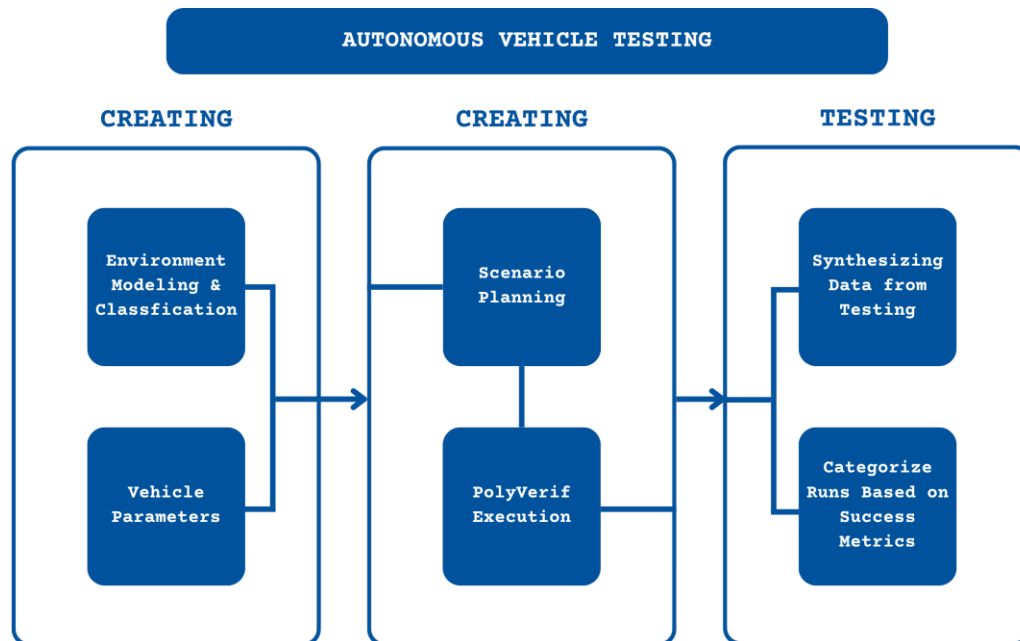 AUTONOMOUS VEHICLE TESTING
CREATING
Environment
Modeling &
Classfication
Vehicle
Parameters
CREATING
Scenario
Planning
PolyVerif
Execution
TESTING
Synthesizing
Data from
Testing
Categorize
Runs Based on
Success
Metrics